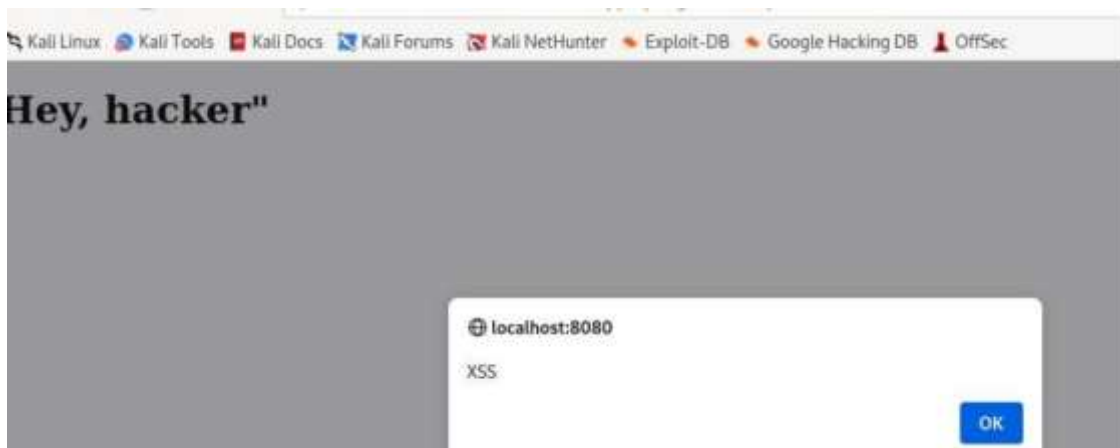 Kali Linux Kali Tools Kali Docs Kali Forums Kali NetHunter Exploit-DB Google Hacking DB OffSec
Hey, hacker"
localhost:8080
XSS
OK